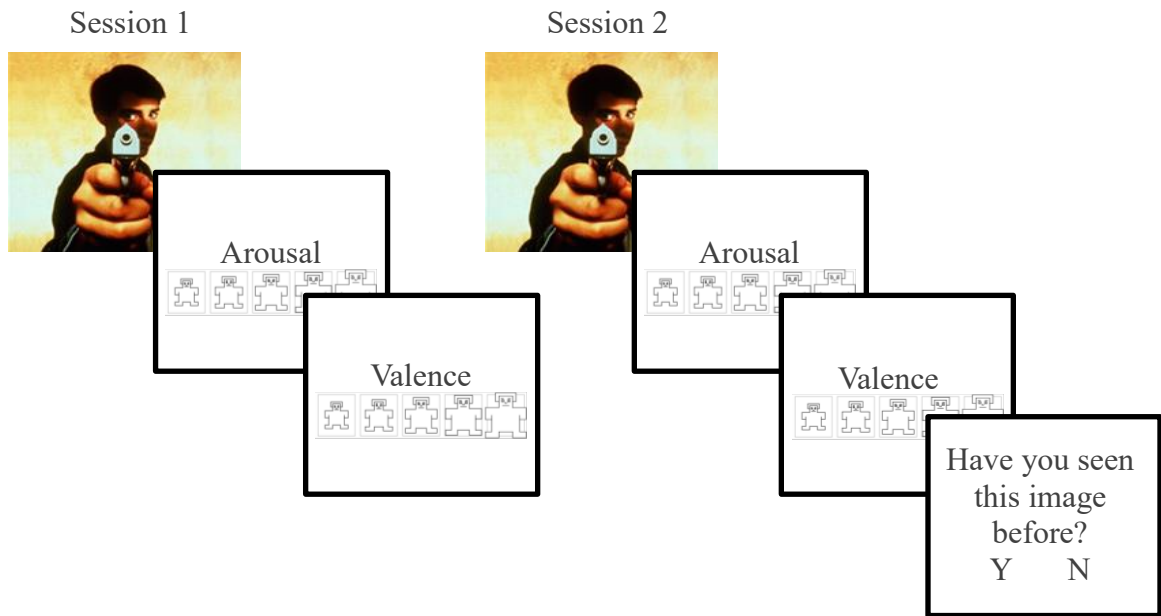 Session 1
Session 2
Arousal
Arousal
Valence
Valence
Have you seen
this image
before?
Y N